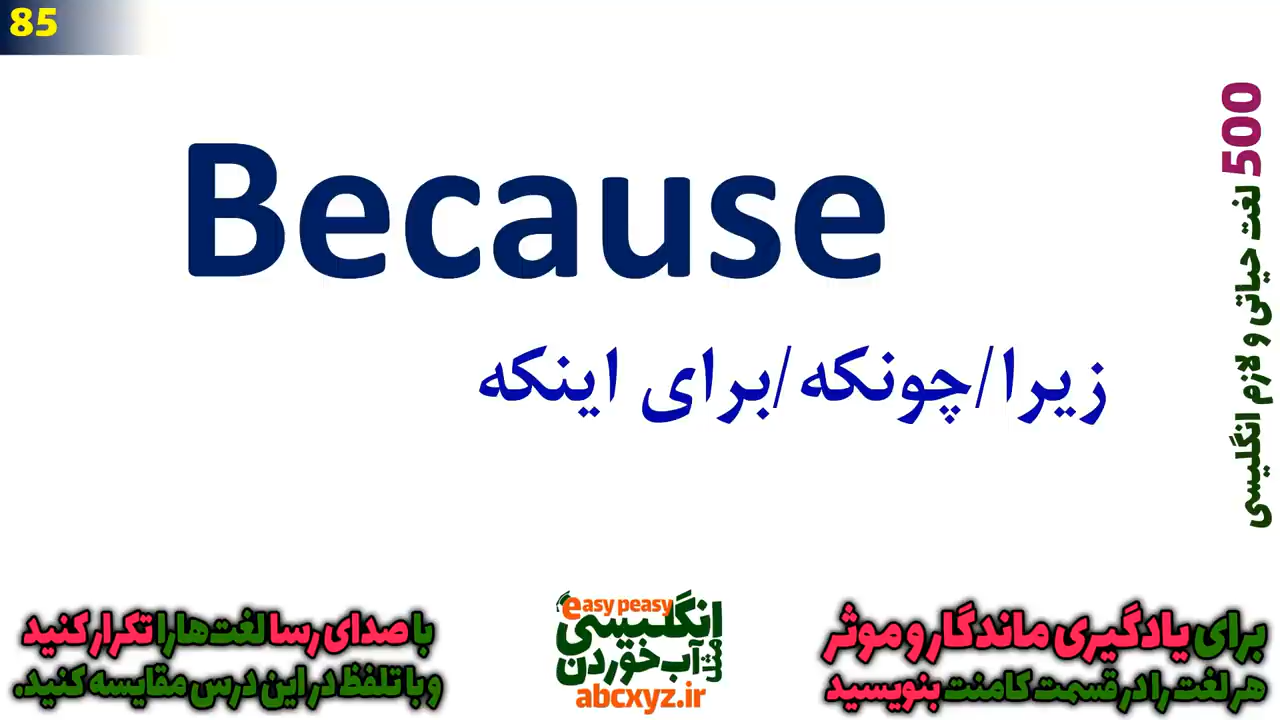 85
Because
زیرا/چونکه/برای اینکه
500 لغت حیاتی و لازم انگلیسی
برای یادگیری ماندگار و موثر
هر لغت را در قسمت کامنت بنویسید
easy peasy
انگلیسی
مثل آب خوردن
abcxyz.ir
با صدای رسا لغت‌ها را تکرار کنید
و با تلفظ در این درس مقایسه کنید.